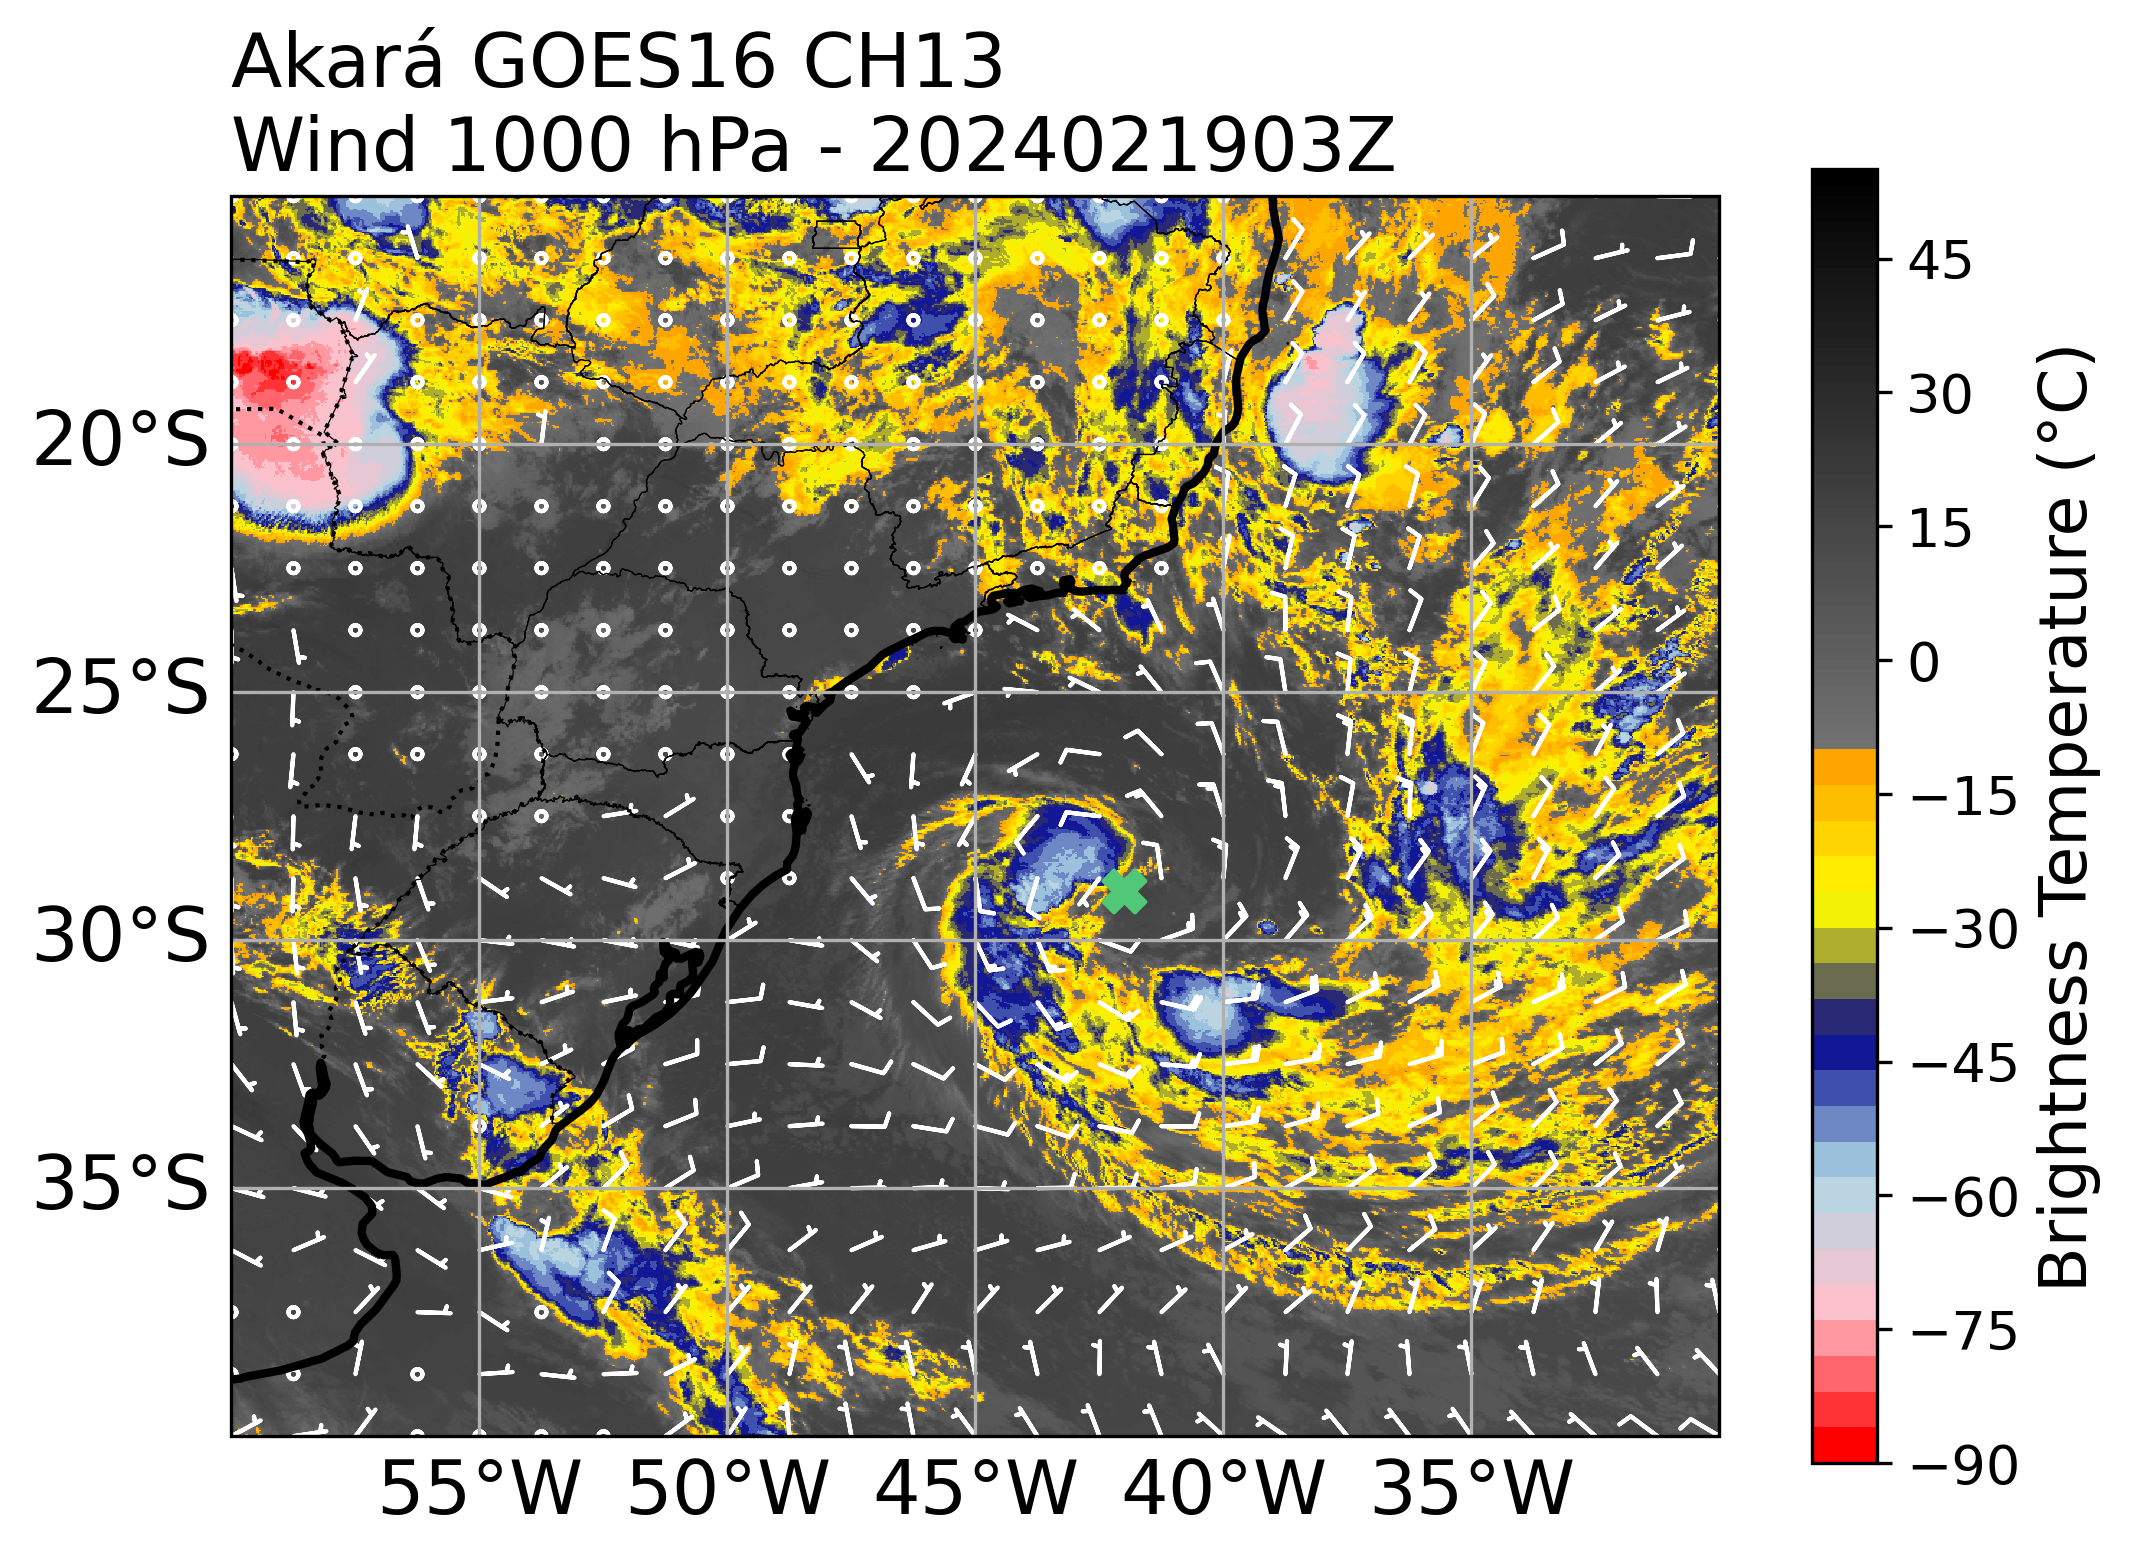 Akará GOES16 CH13
Wind 1000 hPa - 2024021903Z
20°S
25°S
30°S
35°S
55°W 50°W 45°W 40°W 35°W
45
30
15
0
−15
−30
−45
−60
−75
−90
Brightness Temperature (°C)